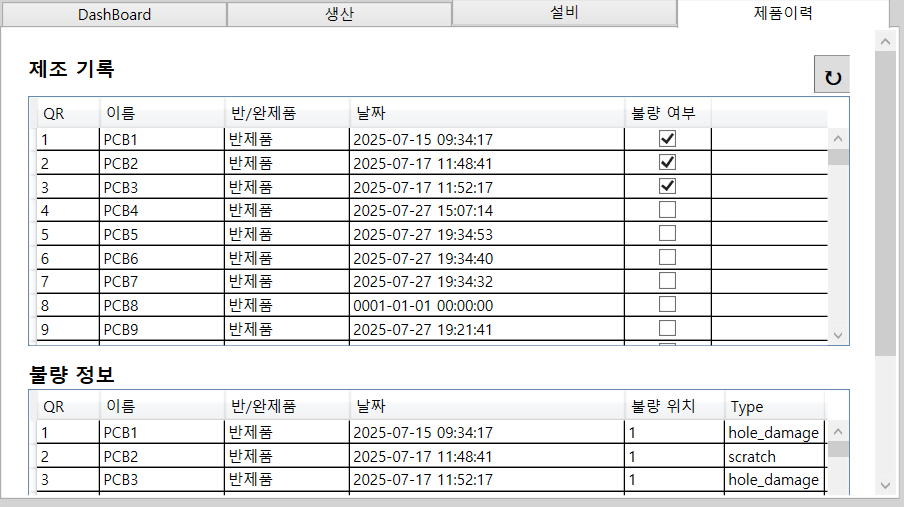 DashBoard 생산 설비 제품이력
제조 기록
↻
QR 이름 반/완제품 날짜 불량 여부
1 PCB1 반제품 2025-07-15 09:34:17
2 PCB2 반제품 2025-07-17 11:48:41
3 PCB3 반제품 2025-07-17 11:52:17
4 PCB4 반제품 2025-07-27 15:07:14
5 PCB5 반제품 2025-07-27 19:34:53
6 PCB6 반제품 2025-07-27 19:34:40
7 PCB7 반제품 2025-07-27 19:34:32
8 PCB8 반제품 0001-01-01 00:00:00
9 PCB9 반제품 2025-07-27 19:21:41
불량 정보
QR 이름 반/완제품 날짜 불량 위치 Type
1 PCB1 반제품 2025-07-15 09:34:17 1 hole_damage
2 PCB2 반제품 2025-07-17 11:48:41 1 scratch
3 PCB3 반제품 2025-07-17 11:52:17 1 hole_damage